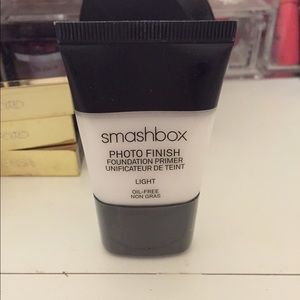 smashbox
PHOTO FINISH
FOUNDATION PRIMER
UNIFICATEUR DE TEINT
LIGHT
OIL-FREE
NON GRAS